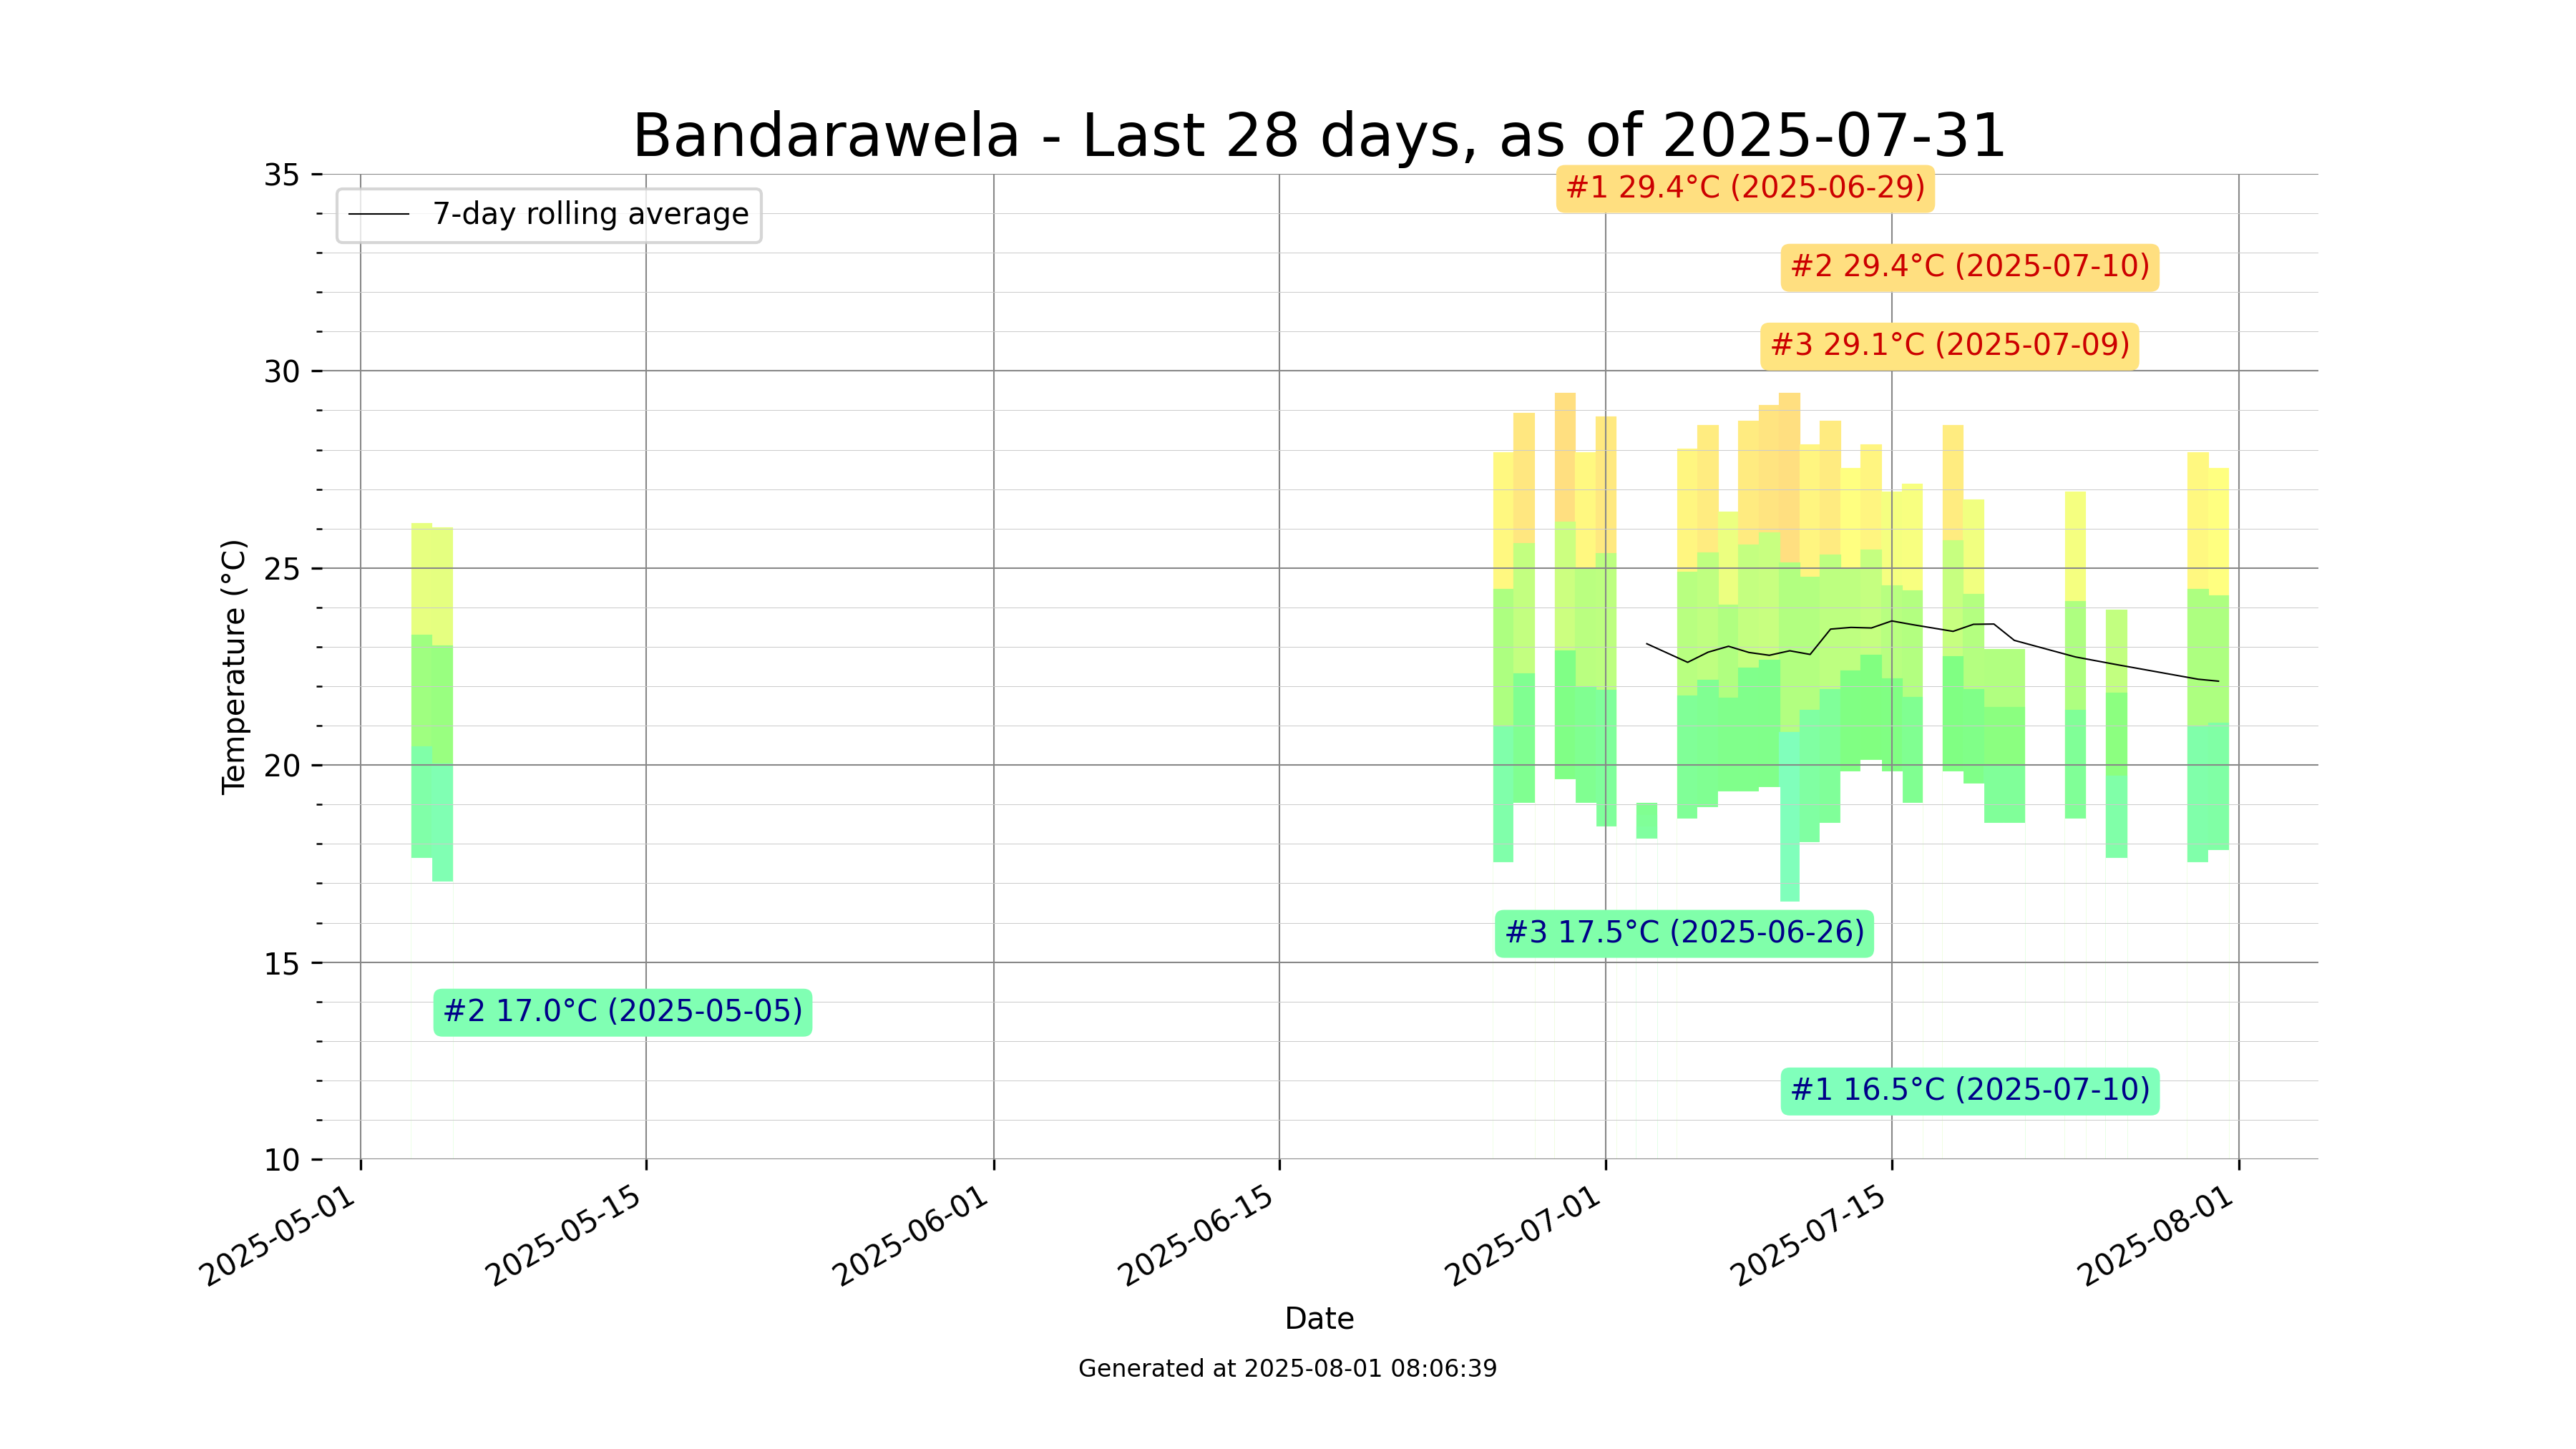 Bandarawela - Last 28 days, as of 2025-07-31
35
30
25
20
15
10
Temperature (°C)
7-day rolling average
#1 29.4°C (2025-06-29)
#2 29.4°C (2025-07-10)
#3 29.1°C (2025-07-09)
#3 17.5°C (2025-06-26)
#2 17.0°C (2025-05-05)
#1 16.5°C (2025-07-10)
2025-05-01
2025-05-15
2025-06-01
2025-06-15
2025-07-01
2025-07-15
2025-08-01
Date
Generated at 2025-08-01 08:06:39